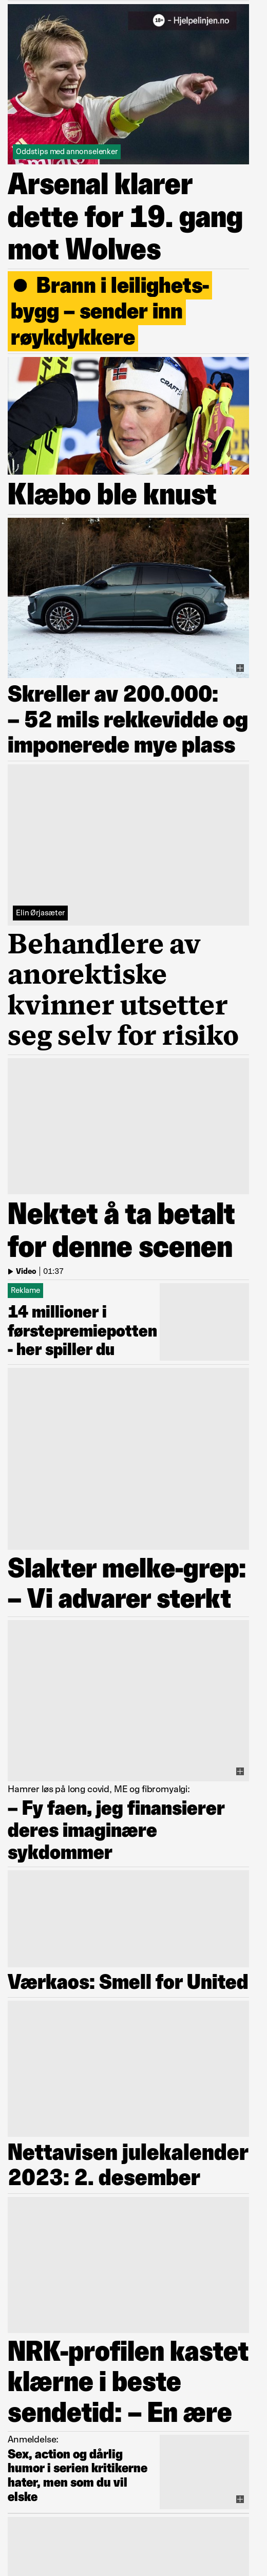 18+ - Hjelpelinjen.no
Oddstips med annonselenker
Arsenal klarer
dette for 19. gang
mot Wolves
Brann i leilighets-
bygg – sender inn
røykdykkere
CRAFT
Klæbo ble knust
Skreller av 200.000:
– 52 mils rekkevidde og
imponerede mye plass
Elin Ørjasæter
Behandlere av
anorektiske
kvinner utsetter
seg selv for risiko
Nektet å ta betalt
for denne scenen
Video | 01:37
Reklame
14 millioner i
førstepremiepotten
- her spiller du
Slakter melke-grep:
– Vi advarer sterkt
Hamrer løs på long covid, ME og fibromyalgi:
– Fy faen, jeg finansierer
deres imaginære
sykdommer
Værkaos: Smell for United
Nettavisen julekalender
2023: 2. desember
NRK-profilen kastet
klærne i beste
sendetid: – En ære
Anmeldelse:
Sex, action og dårlig
humor i serien kritikerne
hater, men som du vil
elske